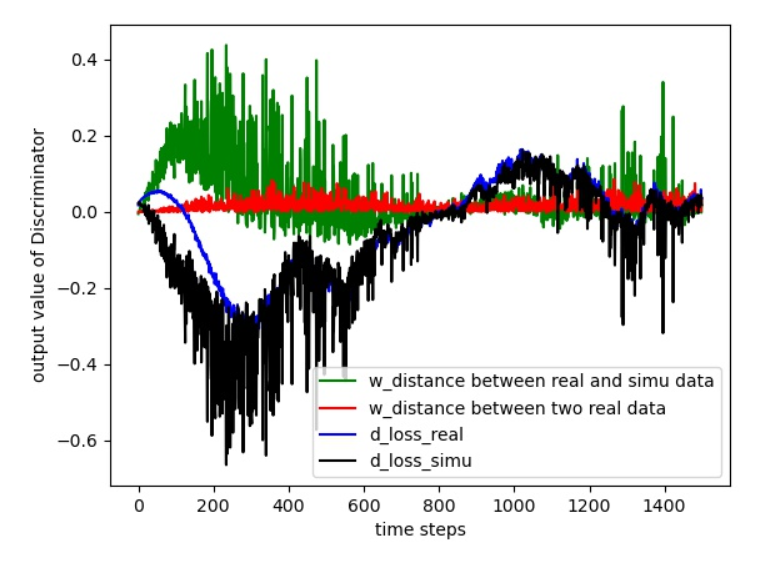 output value of Discriminator
0.4
0.2
0.0
−0.2
−0.4
−0.6
w_distance between real and simu data
w_distance between two real data
d_loss_real
d_loss_simu
0 200 400 600 800 1000 1200 1400
time steps